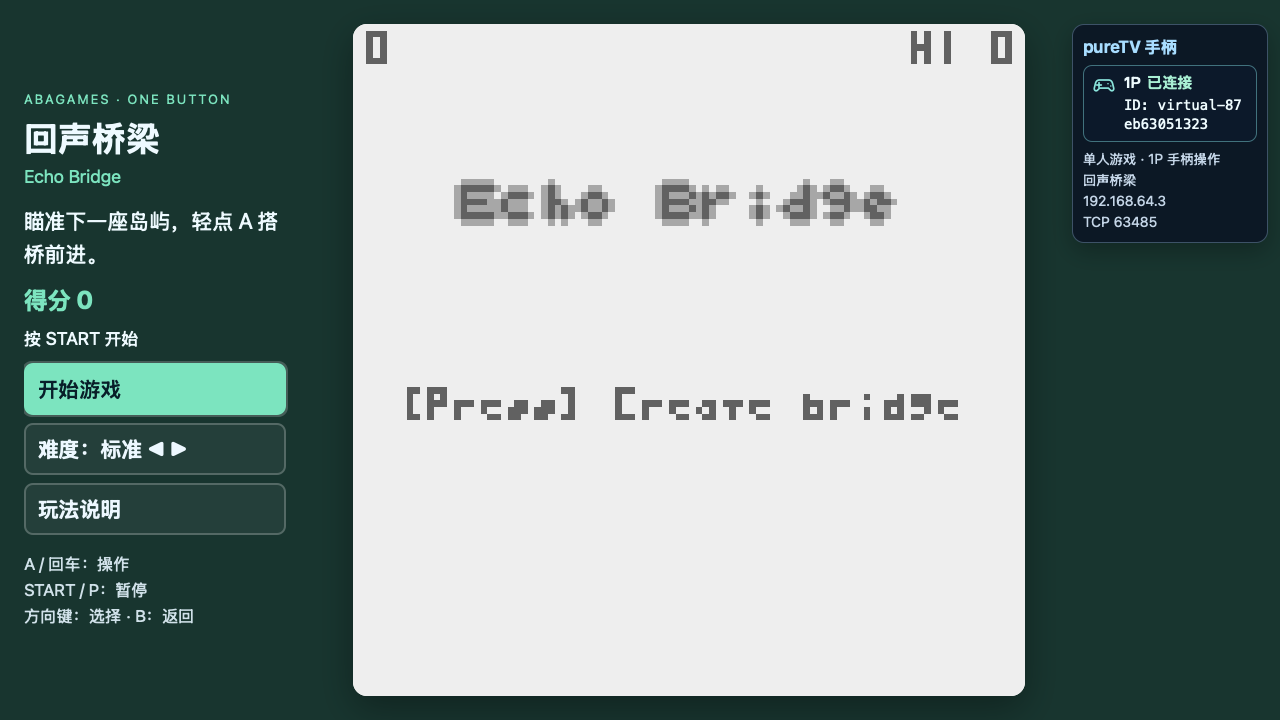 ABAGAMES · ONE BUTTON
回声桥梁
Echo Bridge
瞄准下一座岛屿，轻点 A 搭
桥前进。
得分 0
按 START 开始
开始游戏
难度：标准 ◀ ▶
玩法说明
A / 回车：操作
START / P：暂停
方向键：选择 · B：返回
0
HI 0
Echo Bridge
[Press] Create bridge
pureTV 手柄
1P 已连接
ID: virtual-87
eb63051323
单人游戏 · 1P 手柄操作
回声桥梁
192.168.64.3
TCP 63485